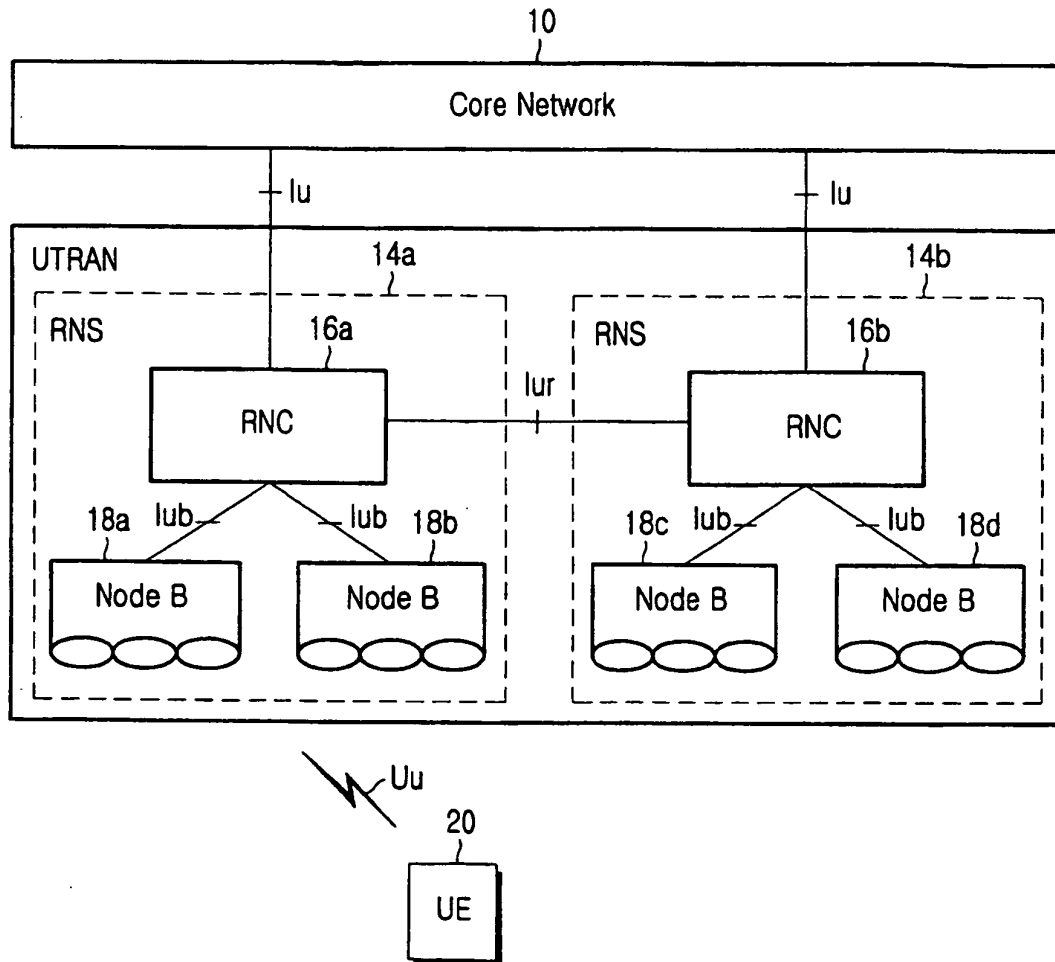 10
Core Network
Iu
Iu
UTRAN
14a
14b
RNS
16a
RNS
16b
RNC
Iur
RNC
18a
Iub
Iub
18b
18c
Iub
Iub
18d
Node B
Node B
Node B
Node B
Uu
20
UE